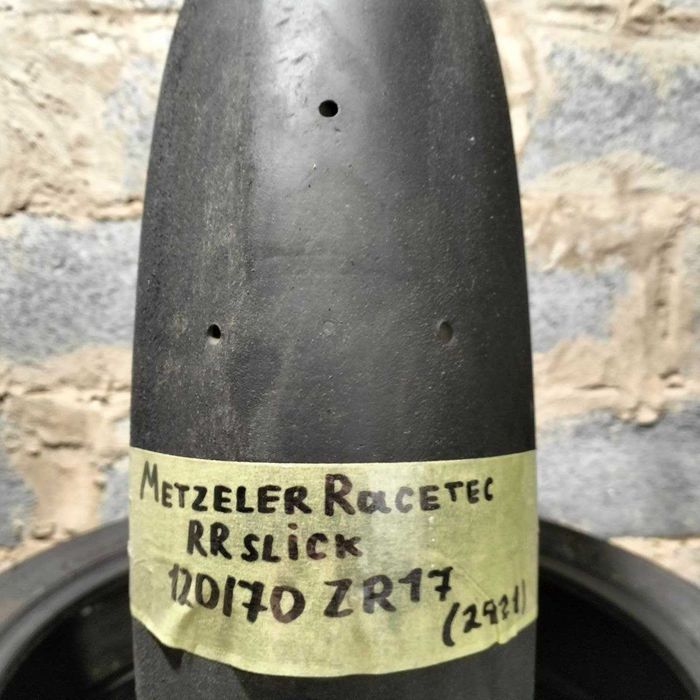 METZELER RACETEC
RR SLICK
120/70 ZR17
(2921)